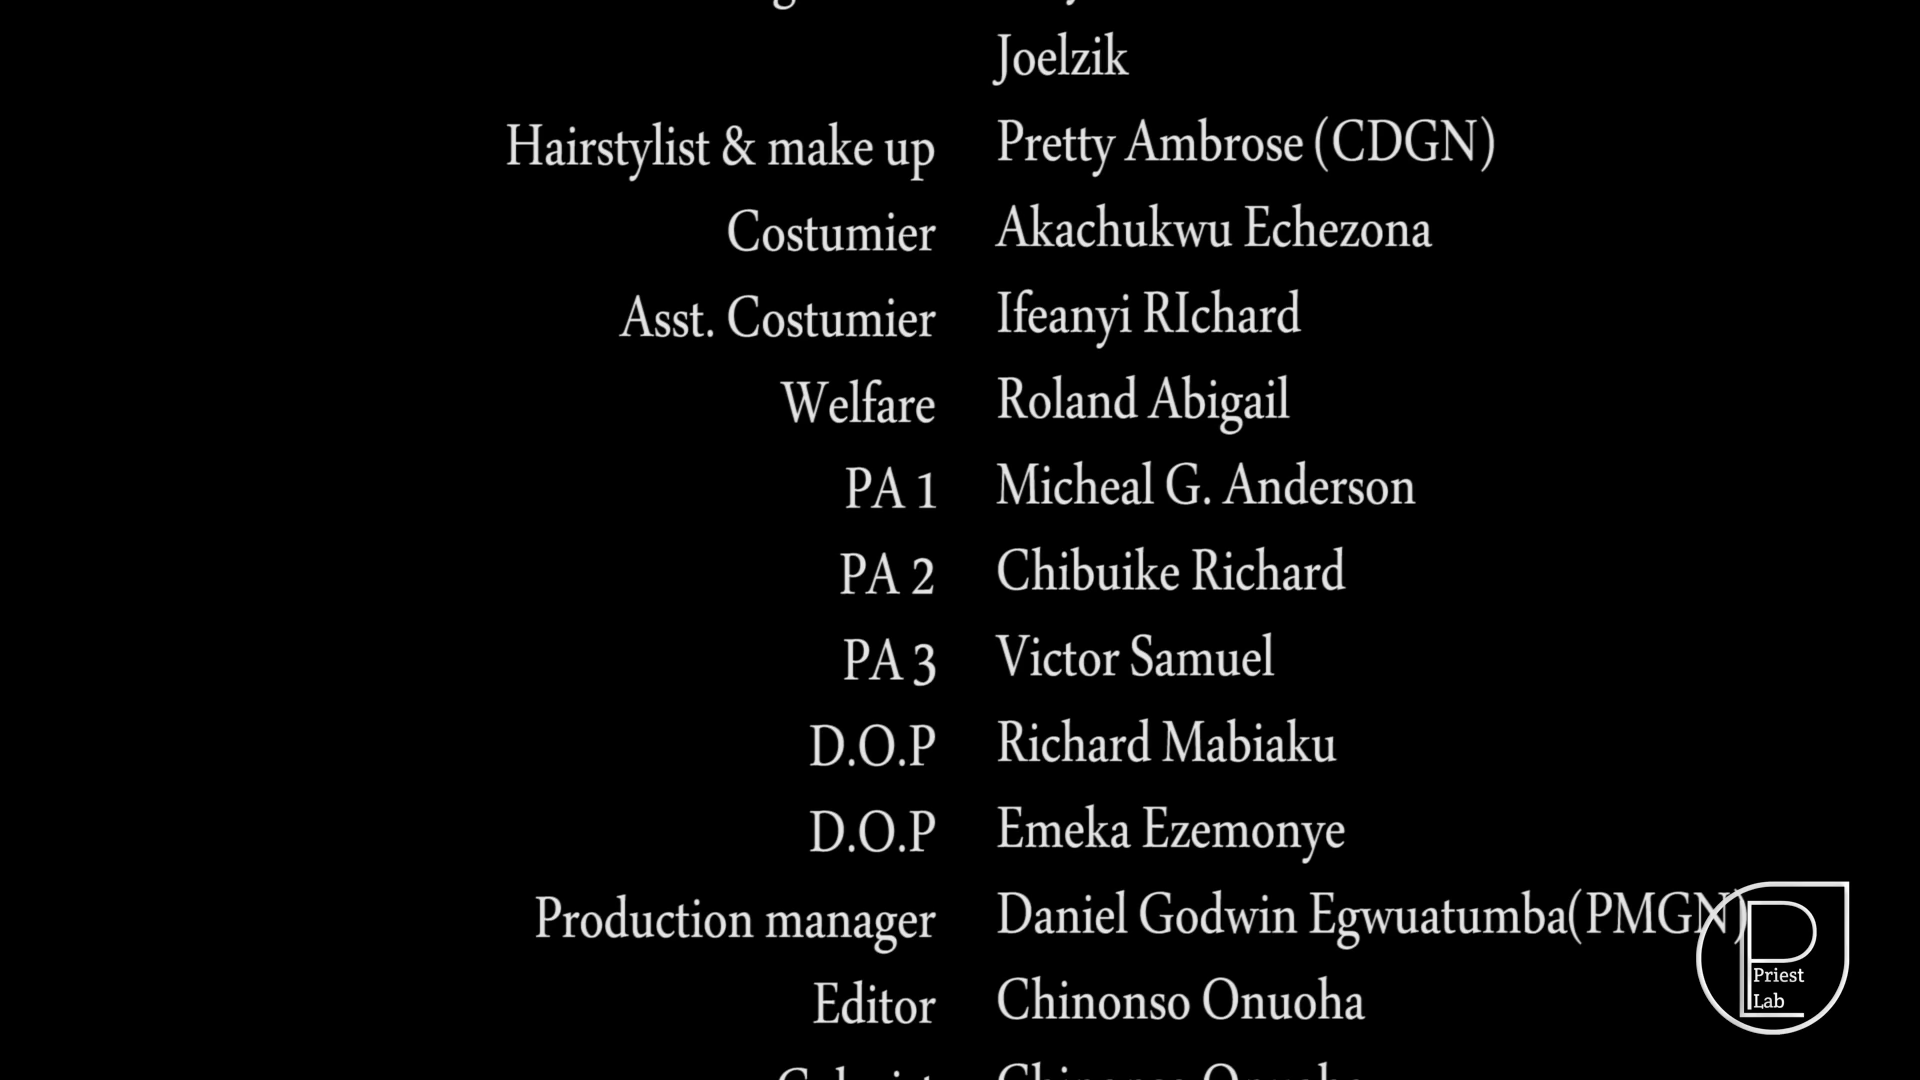 Joelzik
Hairstylist & make up Pretty Ambrose (CDGN)
Costumier Akachukwu Echezona
Asst. Costumier Ifeanyi RIchard
Welfare Roland Abigail
PA 1 Micheal G. Anderson
PA 2 Chibuike Richard
PA 3 Victor Samuel
D.O.P Richard Mabiaku
D.O.P Emeka Ezemonye
Production manager Daniel Godwin Egwuatumba(PMGN)
Editor Chinonso Onuoha
Priest
Lab